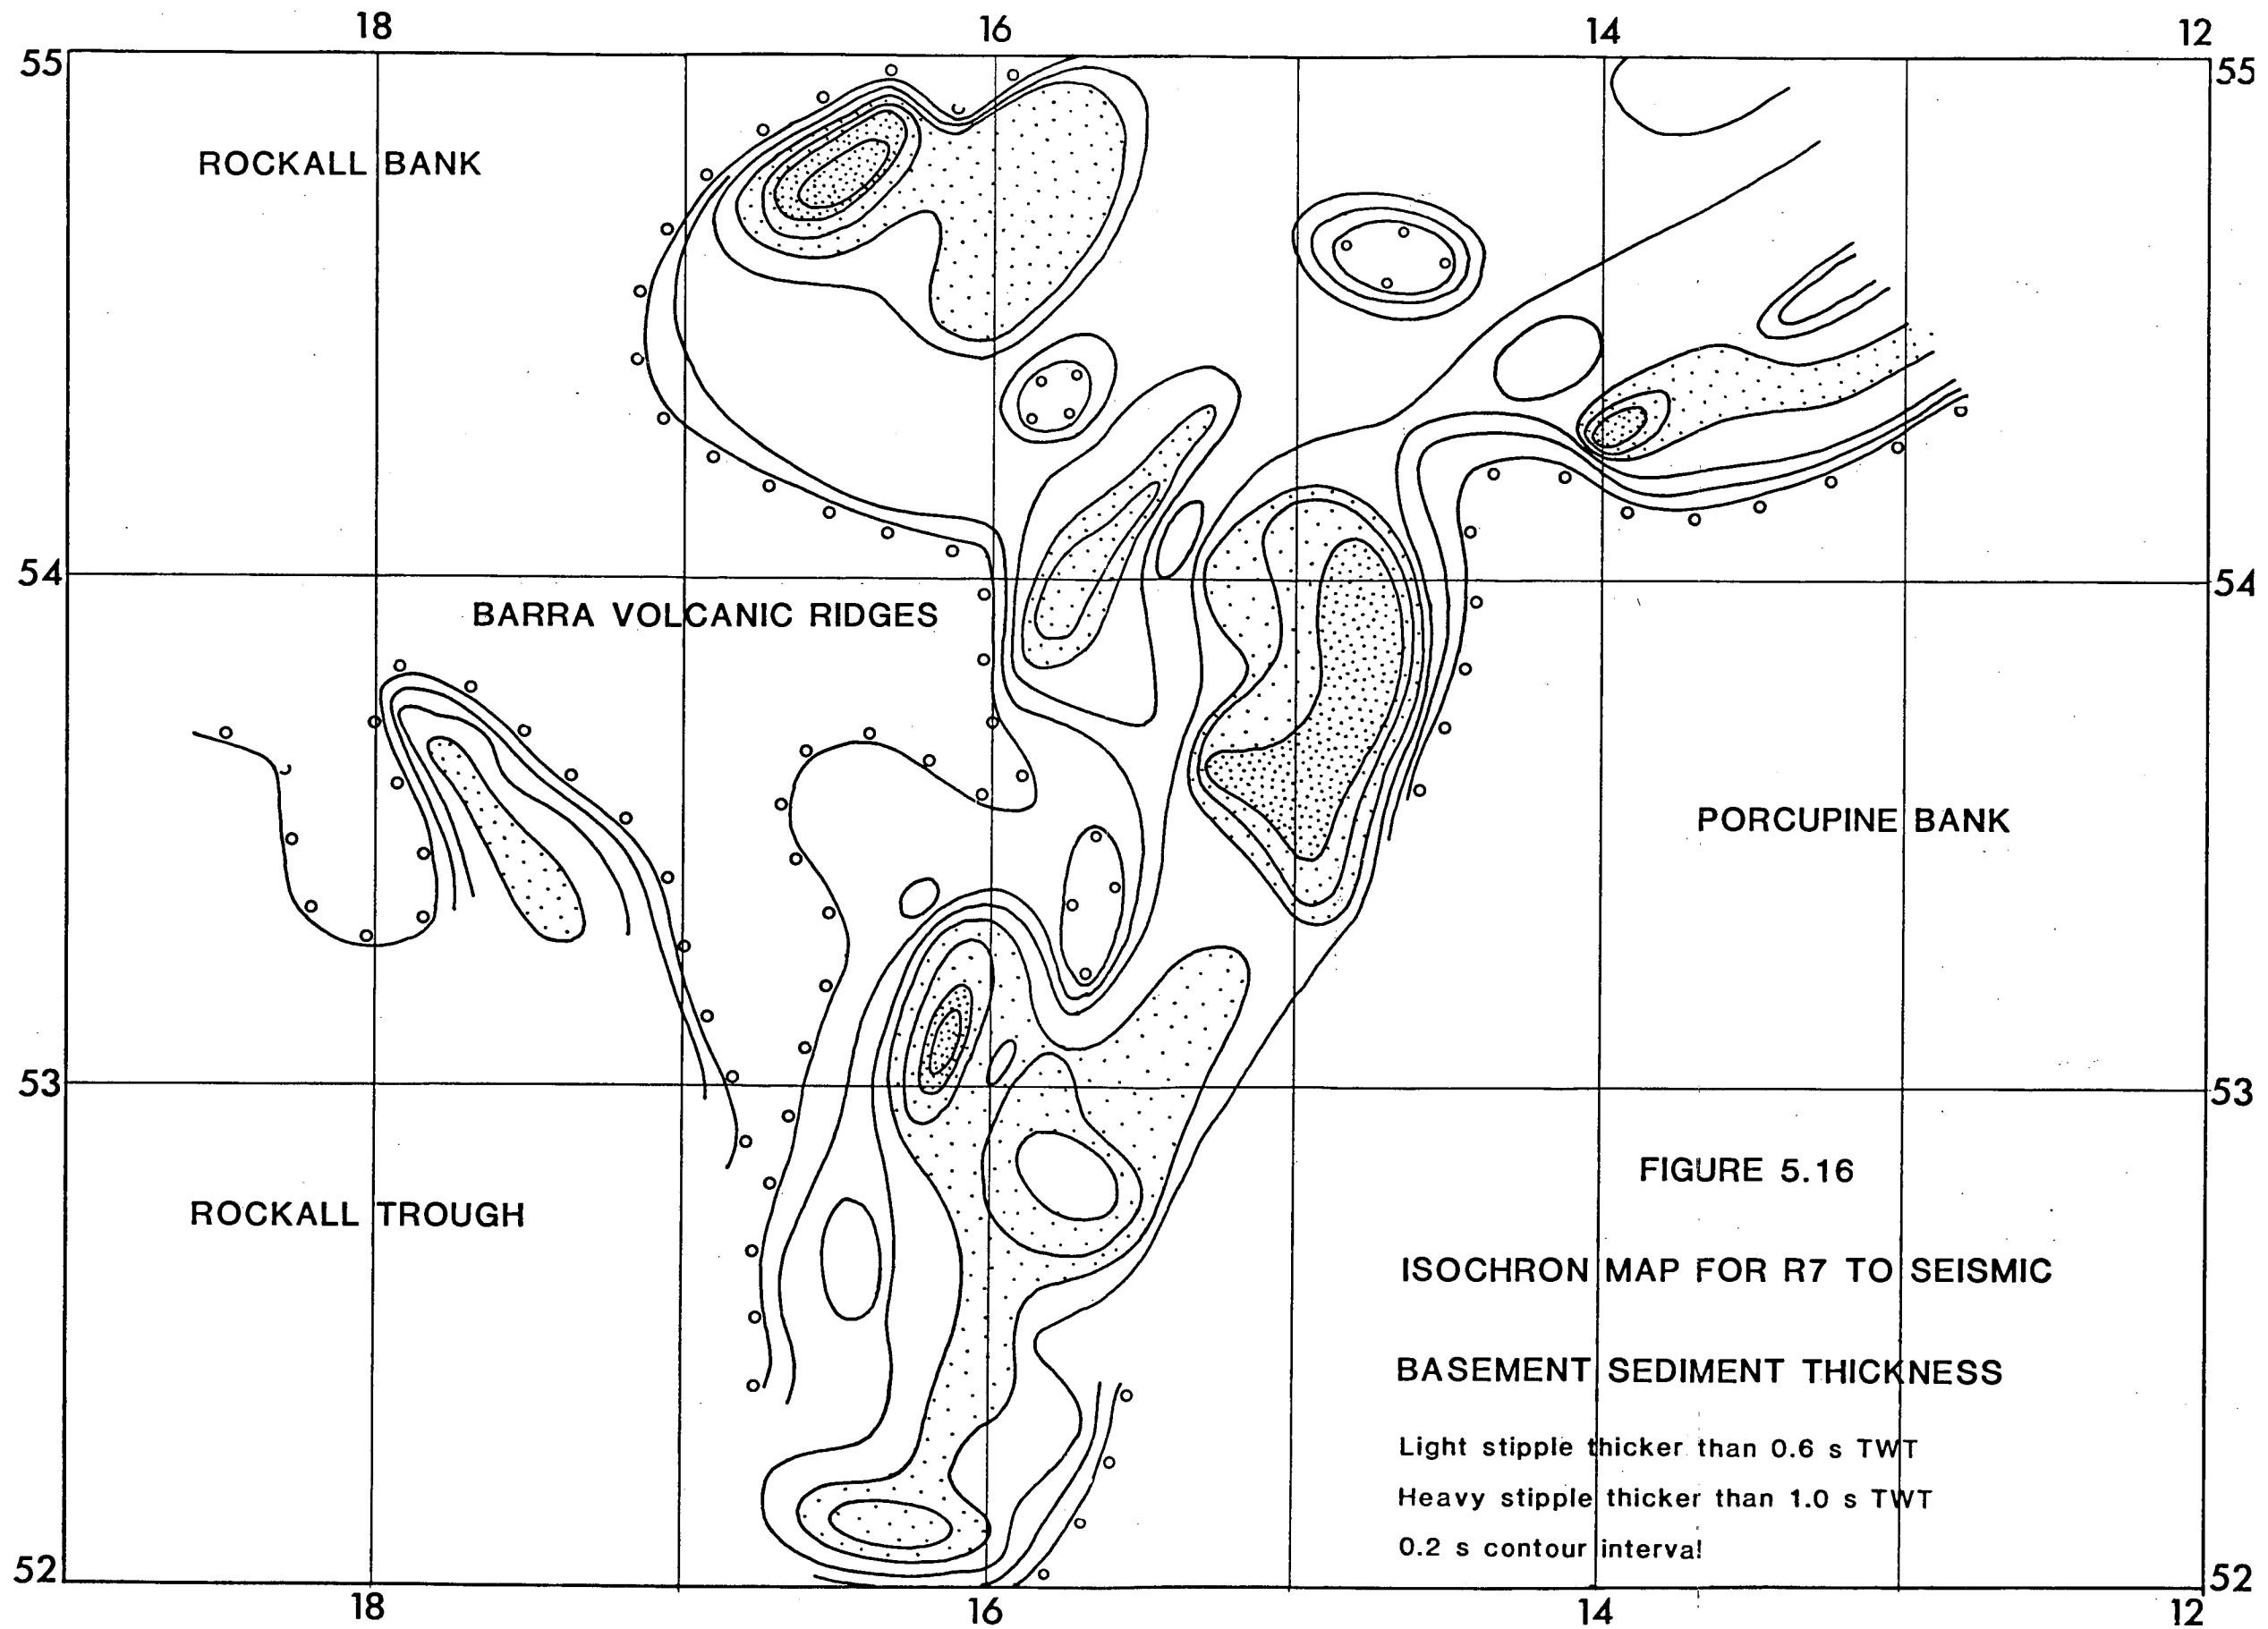 18 16 14 12
55 55
ROCKALL BANK
54 54
BARRA VOLCANIC RIDGES
PORCUPINE BANK
53 53
FIGURE 5.16
ROCKALL TROUGH
ISOCHRON MAP FOR R7 TO SEISMIC
BASEMENT SEDIMENT THICKNESS
Light stipple thicker than 0.6 s TWT
Heavy stipple thicker than 1.0 s TWT
0.2 s contour interval
52 52
18 16 14 12